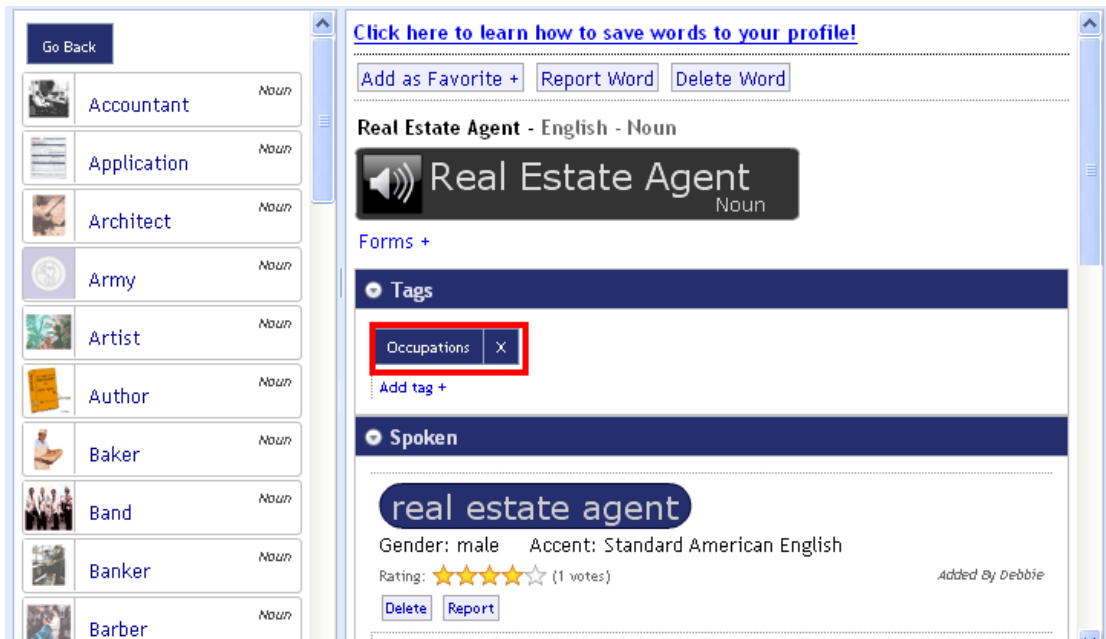 Go Back
Accountant Noun
Application Noun
Architect Noun
Army Noun
Artist Noun
Author Noun
Baker Noun
Band Noun
Banker Noun
Barber Noun
Click here to learn how to save words to your profile!
Add as Favorite + Report Word Delete Word
Real Estate Agent - English - Noun
Real Estate Agent
Noun
Forms +
Tags
Occupations X
Add tag +
Spoken
real estate agent
Gender: male Accent: Standard American English
Rating: (1 votes) Added By Debbie
Delete Report